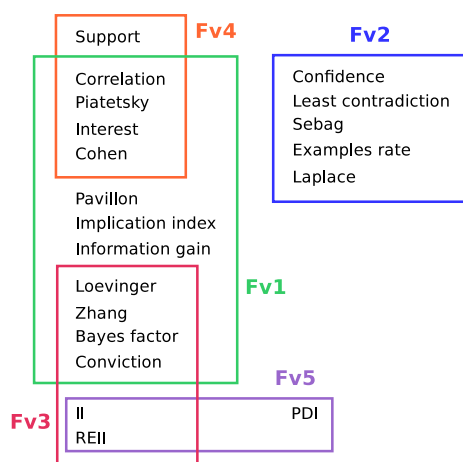 Support
Fv4
Correlation
Piatetsky
Interest
Cohen
Pavillon
Implication index
Information gain
Loevinger
Zhang
Bayes factor
Conviction
Fv1
Fv2
Confidence
Least contradiction
Sebag
Examples rate
Laplace
Fv5
Fv3
II
PDI
REII